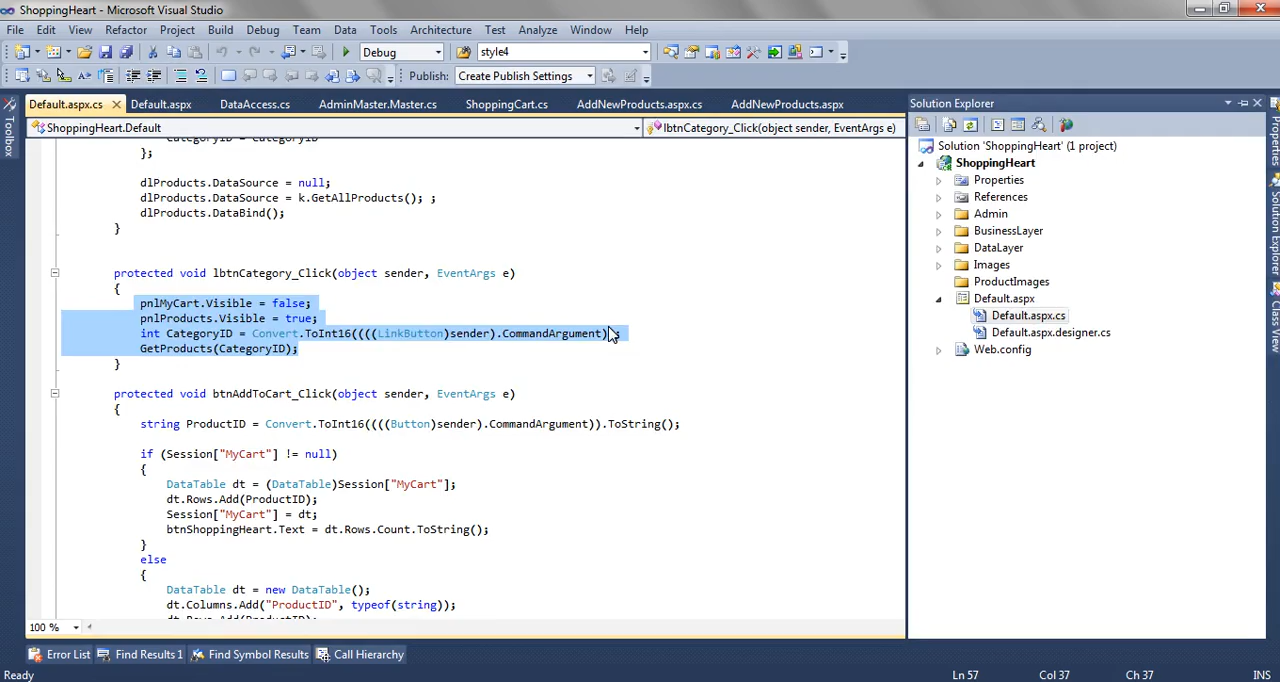 ShoppingHeart - Microsoft Visual Studio
File Edit View Refactor Project Build Debug Team Data Tools Architecture Test Analyze Window Help
Debug style4
Publish: Create Publish Settings
Default.aspx.cs Default.aspx DataAccess.cs AdminMaster.Master.cs ShoppingCart.cs AddNewProducts.aspx.cs AddNewProducts.aspx
ShoppingHeart.Default lbtnCategory_Click(object sender, EventArgs e)
Toolbox
};
dlProducts.DataSource = null;
dlProducts.DataSource = k.GetAllProducts(); ;
dlProducts.DataBind();
}
protected void lbtnCategory_Click(object sender, EventArgs e)
{
pnlMyCart.Visible = false;
pnlProducts.Visible = true;
int CategoryID = Convert.ToInt16((((LinkButton)sender).CommandArgument));
GetProducts(CategoryID);
}
protected void btnAddToCart_Click(object sender, EventArgs e)
{
string ProductID = Convert.ToInt16((((Button)sender).CommandArgument)).ToString();
if (Session["MyCart"] != null)
{
DataTable dt = (DataTable)Session["MyCart"];
dt.Rows.Add(ProductID);
Session["MyCart"] = dt;
btnShoppingHeart.Text = dt.Rows.Count.ToString();
}
else
{
DataTable dt = new DataTable();
dt.Columns.Add("ProductID", typeof(string));
100 %
Solution Explorer
Solution 'ShoppingHeart' (1 project)
ShoppingHeart
Properties
References
Admin
BusinessLayer
DataLayer
Images
ProductImages
Default.aspx
Default.aspx.cs
Default.aspx.designer.cs
Web.config
Properties
Solution Explorer
Class View
Error List Find Results 1 Find Symbol Results Call Hierarchy
Ready Ln 57 Col 37 Ch 37 INS